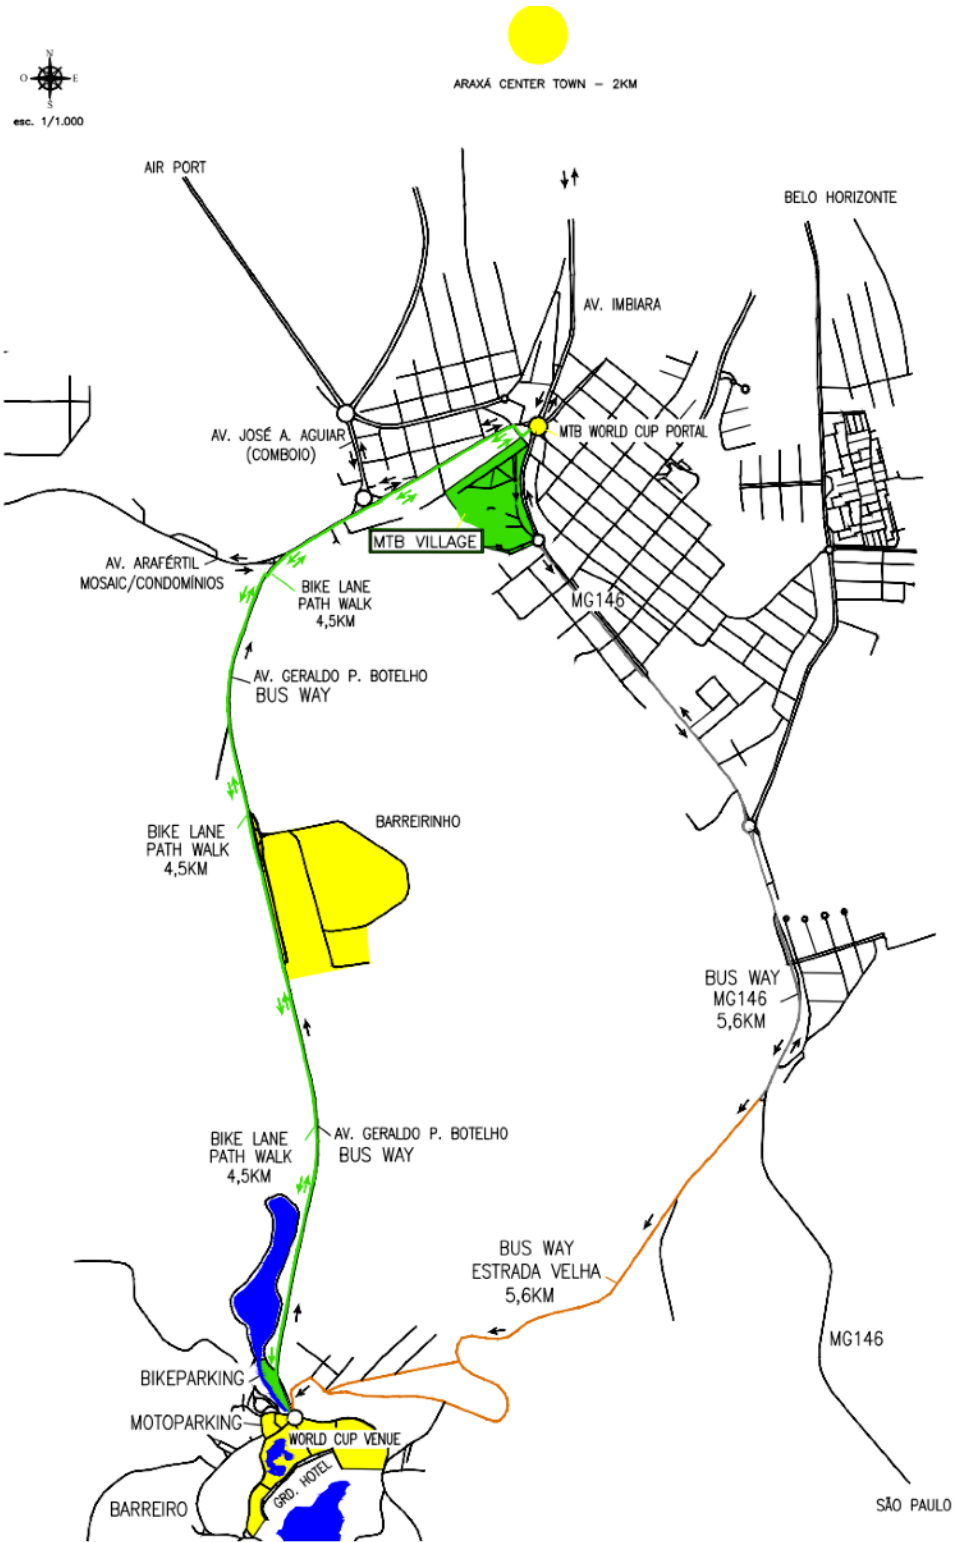 N
O
E
S
esc. 1/1.000
ARAXÁ CENTER TOWN – 2KM
AIR PORT
BELO HORIZONTE
AV. IMBIARA
AV. JOSÉ A. AGUIAR
(COMBOIO)
MTB WORLD CUP PORTAL
MTB VILLAGE
AV. ARAFÉRTIL
MOSAIC/CONDOMÍNIOS
BIKE LANE
PATH WALK
4,5KM
MG146
AV. GERALDO P. BOTELHO
BUS WAY
BIKE LANE
PATH WALK
4,5KM
BARREIRINHO
BUS WAY
MG146
5,6KM
BIKE LANE
PATH WALK
4,5KM
AV. GERALDO P. BOTELHO
BUS WAY
BUS WAY
ESTRADA VELHA
5,6KM
MG146
BIKEPARKING
MOTOPARKING
WORLD CUP VENUE
GRD. HOTEL
BARREIRO
SÃO PAULO